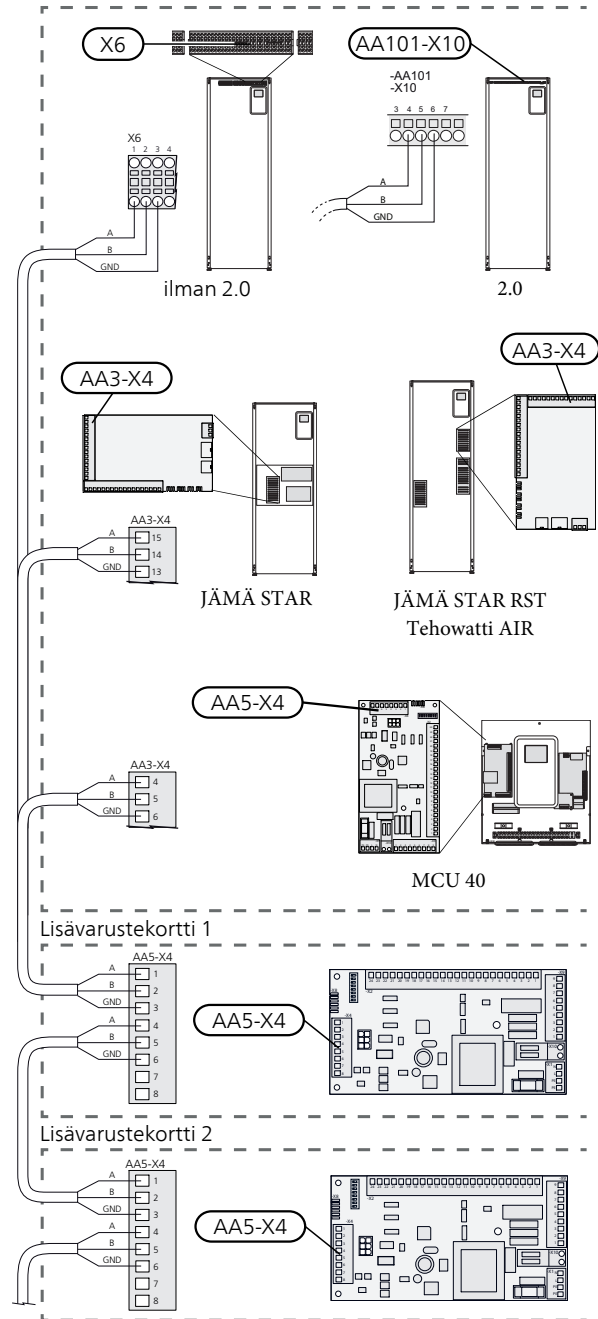 X6
AA101-X10
-AA101
-X10
3 4 5 6 7
X6
1 2 3 4
A
B
GND
A
B
GND
ilman 2.0
2.0
AA3-X4
AA3-X4
AA3-X4
A 15
B 14
GND 13
JÄMÄ STAR
JÄMÄ STAR RST
Tehowatti AIR
AA5-X4
AA3-X4
A 4
B 5
GND 6
MCU 40
Lisävarustekortti 1
AA5-X4
A 1
B 2
GND 3
A 4
B 5
GND 6
7
8
AA5-X4
Lisävarustekortti 2
AA5-X4
A 1
B 2
GND 3
A 4
B 5
GND 6
7
8
AA5-X4